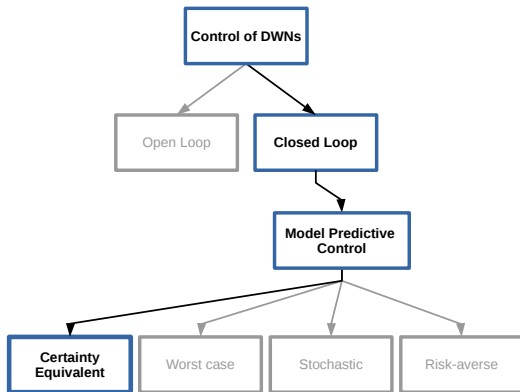 Control of DWNs
Open Loop
Closed Loop
Model Predictive
Control
Certainty
Equivalent
Worst case
Stochastic
Risk-averse